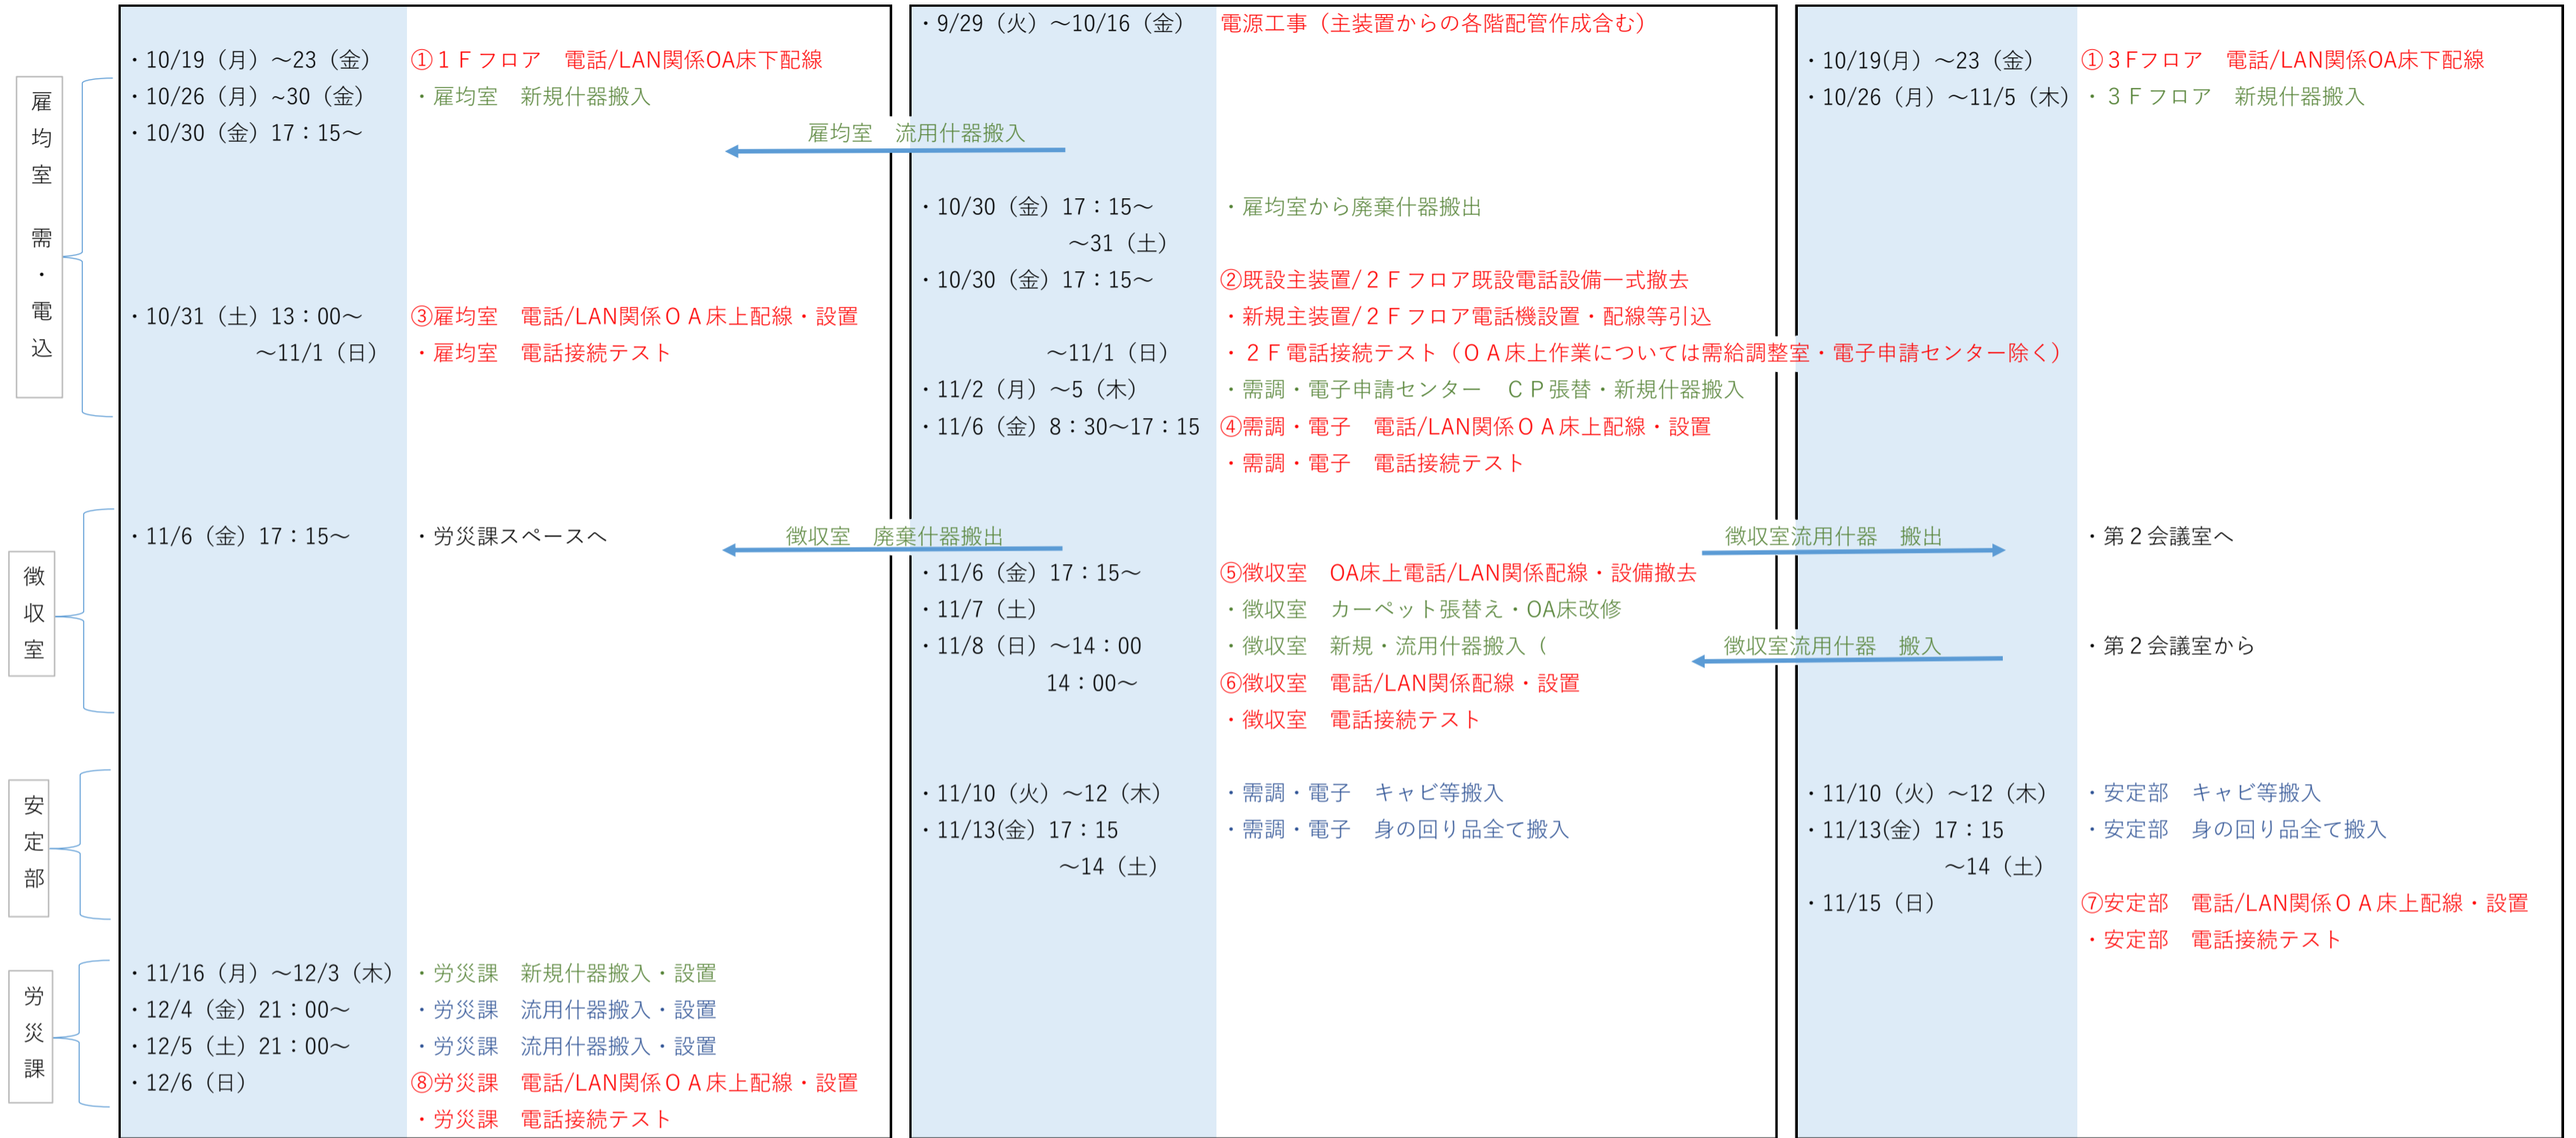 雇均室　需・電込
・10/19（月）～23（金）　①１Ｆフロア　電話/LAN関係OA床下配線
・10/26（月）~30（金）　・雇均室　新規什器搬入
・10/30（金）17：15～
雇均室　流用什器搬入
・10/31（土）13：00～　③雇均室　電話/LAN関係ＯＡ床上配線・設置
～11/1（日）　・雇均室　電話接続テスト
・9/29（火）～10/16（金）　電源工事（主装置からの各階配管作成含む）
・10/30（金）17：15～　・雇均室から廃棄什器搬出
～31（土）
・10/30（金）17：15～　②既設主装置/２Ｆフロア既設電話設備一式撤去
・新規主装置/２Ｆフロア電話機設置・配線等引込
～11/1（日）　・２Ｆ電話接続テスト（ＯＡ床上作業については需給調整室・電子申請センター除く）
・11/2（月）～5（木）　・需調・電子申請センター　ＣＰ張替・新規什器搬入
・11/6（金）8：30～17：15　④需調・電子　電話/LAN関係ＯＡ床上配線・設置
・需調・電子　電話接続テスト
・10/19(月）～23（金）　①３Fフロア　電話/LAN関係OA床下配線
・10/26（月）～11/5（木）　・３Ｆフロア　新規什器搬入
徴収室
・11/6（金）17：15～　・労災課スペースへ
徴収室　廃棄什器搬出
徴収室流用什器　搬出
・第２会議室へ
・11/6（金）17：15～　⑤徴収室　OA床上電話/LAN関係配線・設備撤去
・11/7（土）　・徴収室　カーペット張替え・OA床改修
・11/8（日）～14：00　・徴収室　新規・流用什器搬入（
徴収室流用什器　搬入
・第２会議室から
14：00～　⑥徴収室　電話/LAN関係配線・設置
・徴収室　電話接続テスト
安定部
・11/10（火）～12（木）　・需調・電子　キャビ等搬入
・11/13(金）17：15　・需調・電子　身の回り品全て搬入
～14（土）
・11/10（火）～12（木）　・安定部　キャビ等搬入
・11/13(金）17：15　・安定部　身の回り品全て搬入
～14（土）
・11/15（日）　⑦安定部　電話/LAN関係ＯＡ床上配線・設置
・安定部　電話接続テスト
労災課
・11/16（月）～12/3（木）　・労災課　新規什器搬入・設置
・12/4（金）21：00～　・労災課　流用什器搬入・設置
・12/5（土）21：00～　・労災課　流用什器搬入・設置
・12/6（日）　⑧労災課　電話/LAN関係ＯＡ床上配線・設置
・労災課　電話接続テスト